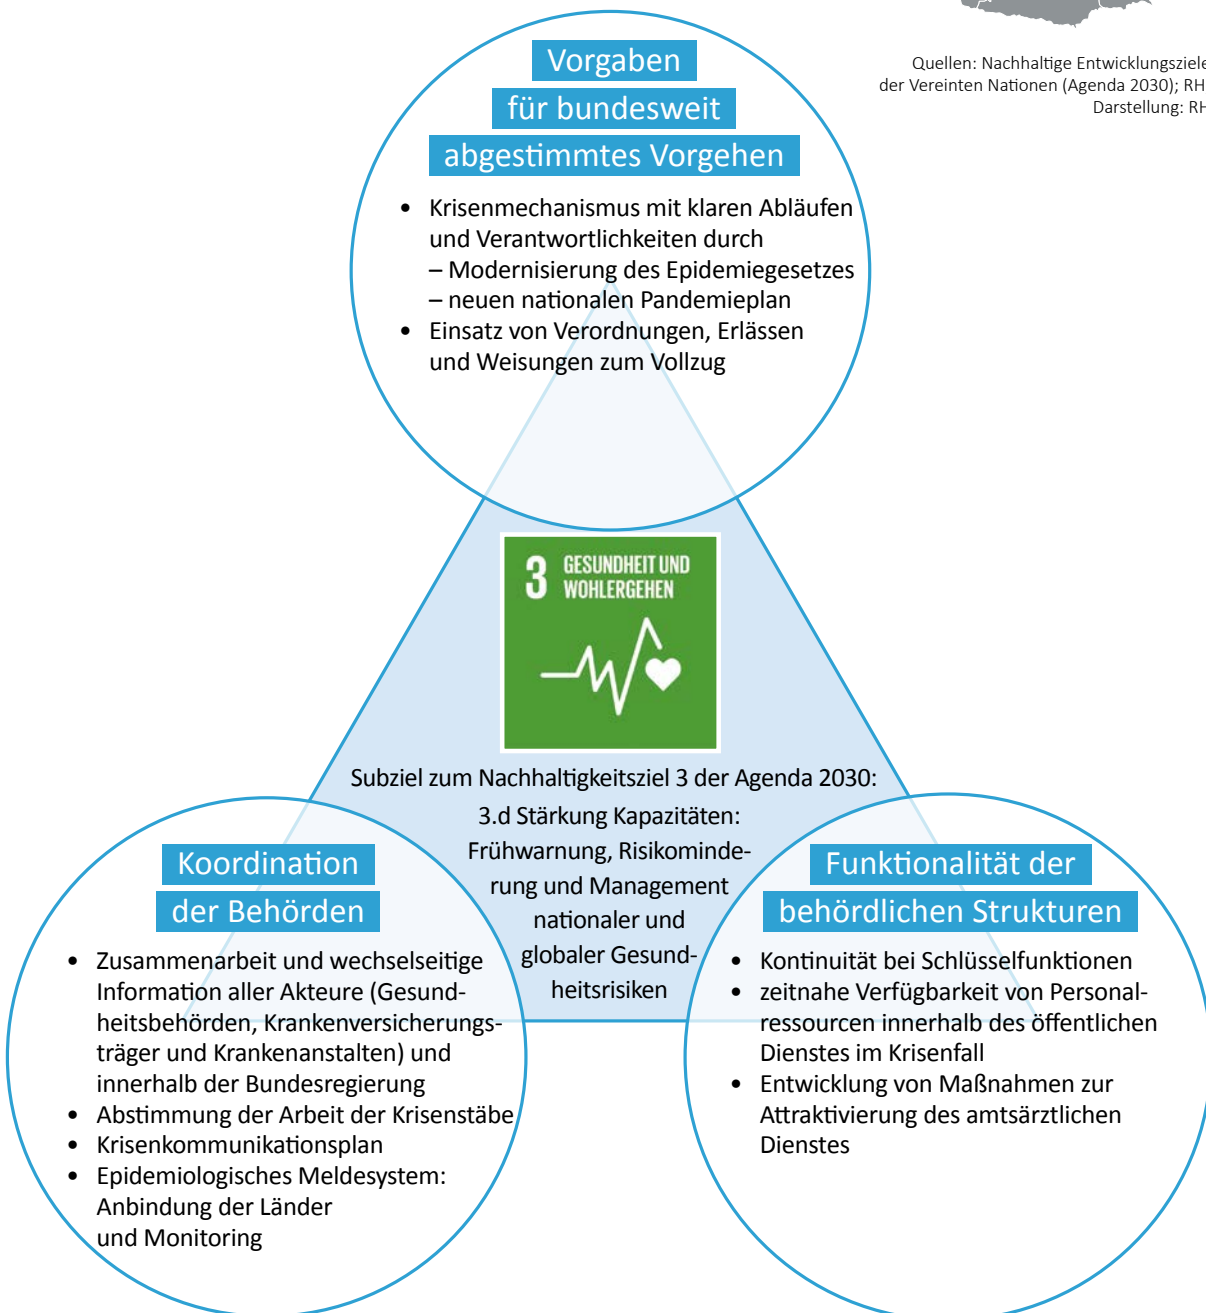 Quellen: Nachhaltige Entwicklungsziele
der Vereinten Nationen (Agenda 2030); RH
Darstellung: RH
Vorgaben
für bundesweit
abgestimmtes Vorgehen
• Krisenmechanismus mit klaren Abläufen
und Verantwortlichkeiten durch
– Modernisierung des Epidemiegesetzes
– neuen nationalen Pandemieplan
• Einsatz von Verordnungen, Erlässen
und Weisungen zum Vollzug
3 GESUNDHEIT UND
WOHLERGEHEN
Subziel zum Nachhaltigkeitsziel 3 der Agenda 2030:
3.d Stärkung Kapazitäten:
Frühwarnung, Risikominde-
rung und Management
nationaler und
globaler Gesund-
heitsrisiken
Koordination
der Behörden
• Zusammenarbeit und wechselseitige
Information aller Akteure (Gesund-
heitsbehörden, Krankenversicherungs-
träger und Krankenanstalten) und
innerhalb der Bundesregierung
• Abstimmung der Arbeit der Krisenstäbe
• Krisenkommunikationsplan
• Epidemiologisches Meldesystem:
Anbindung der Länder
und Monitoring
Funktionalität der
behördlichen Strukturen
• Kontinuität bei Schlüsselfunktionen
• zeitnahe Verfügbarkeit von Personal-
ressourcen innerhalb des öffentlichen
Dienstes im Krisenfall
• Entwicklung von Maßnahmen zur
Attraktivierung des amtsärztlichen
Dienstes